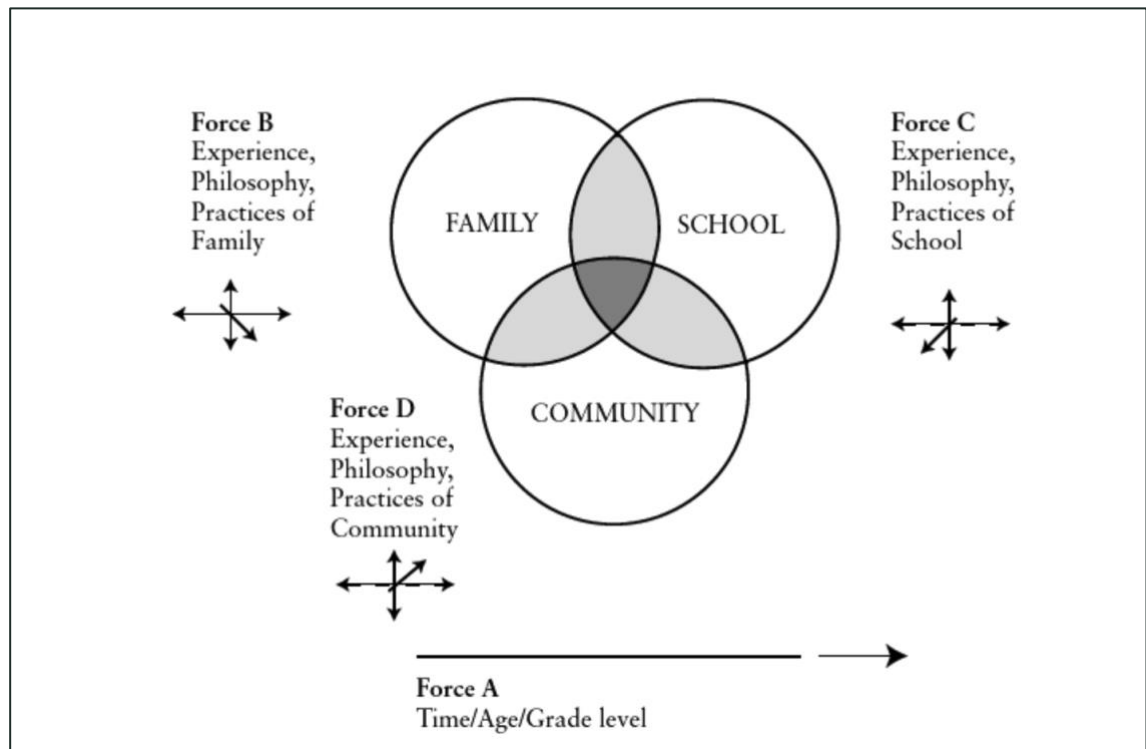 Force B
Experience,
Philosophy,
Practices of
Family
FAMILY
SCHOOL
Force C
Experience,
Philosophy,
Practices of
School
COMMUNITY
Force D
Experience,
Philosophy,
Practices of
Community
Force A
Time/Age/Grade level